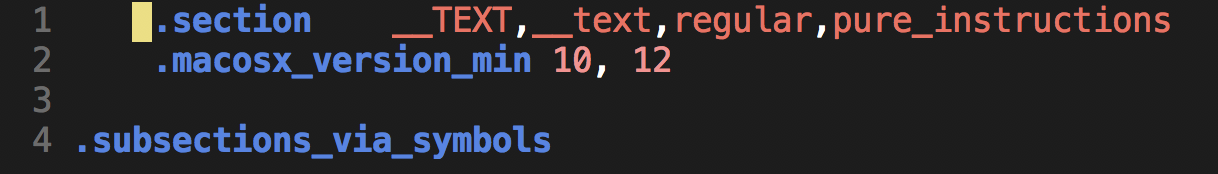 1 .section __TEXT,__text,regular,pure_instructions
2 .macosx_version_min 10, 12
3
4 .subsections_via_symbols